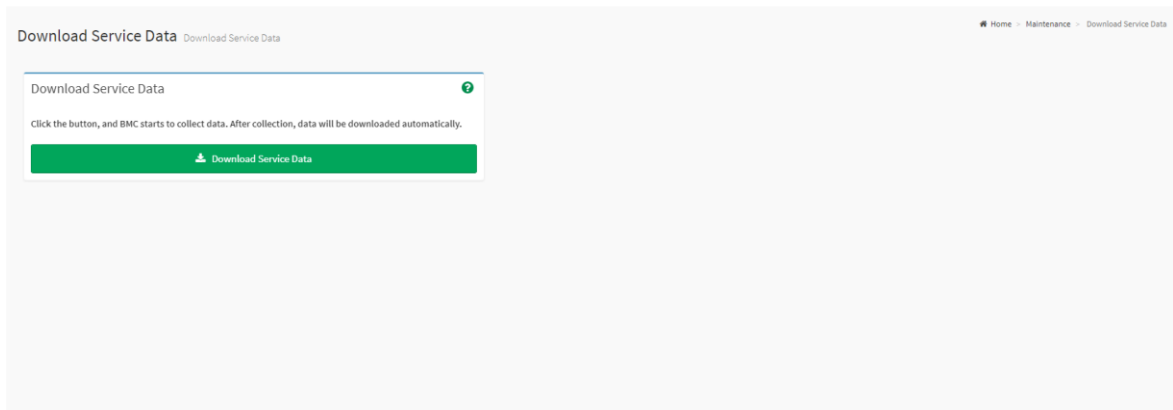 Home > Maintenance > Download Service Data
Download Service Data Download Service Data
Download Service Data
Click the button, and BMC starts to collect data. After collection, data will be downloaded automatically.
Download Service Data